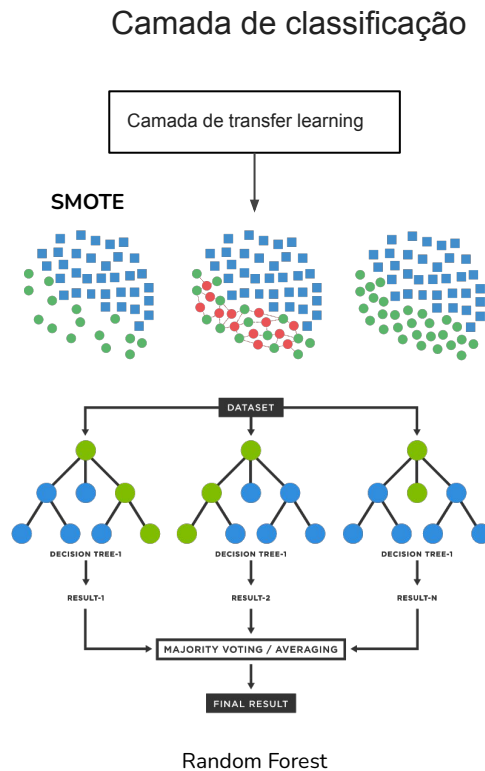 Camada de classificação
Camada de transfer learning
SMOTE
DATASET
DECISION TREE-1
DECISION TREE-1
DECISION TREE-1
RESULT-1
RESULT-2
RESULT-N
MAJORITY VOTING / AVERAGING
FINAL RESULT
Random Forest